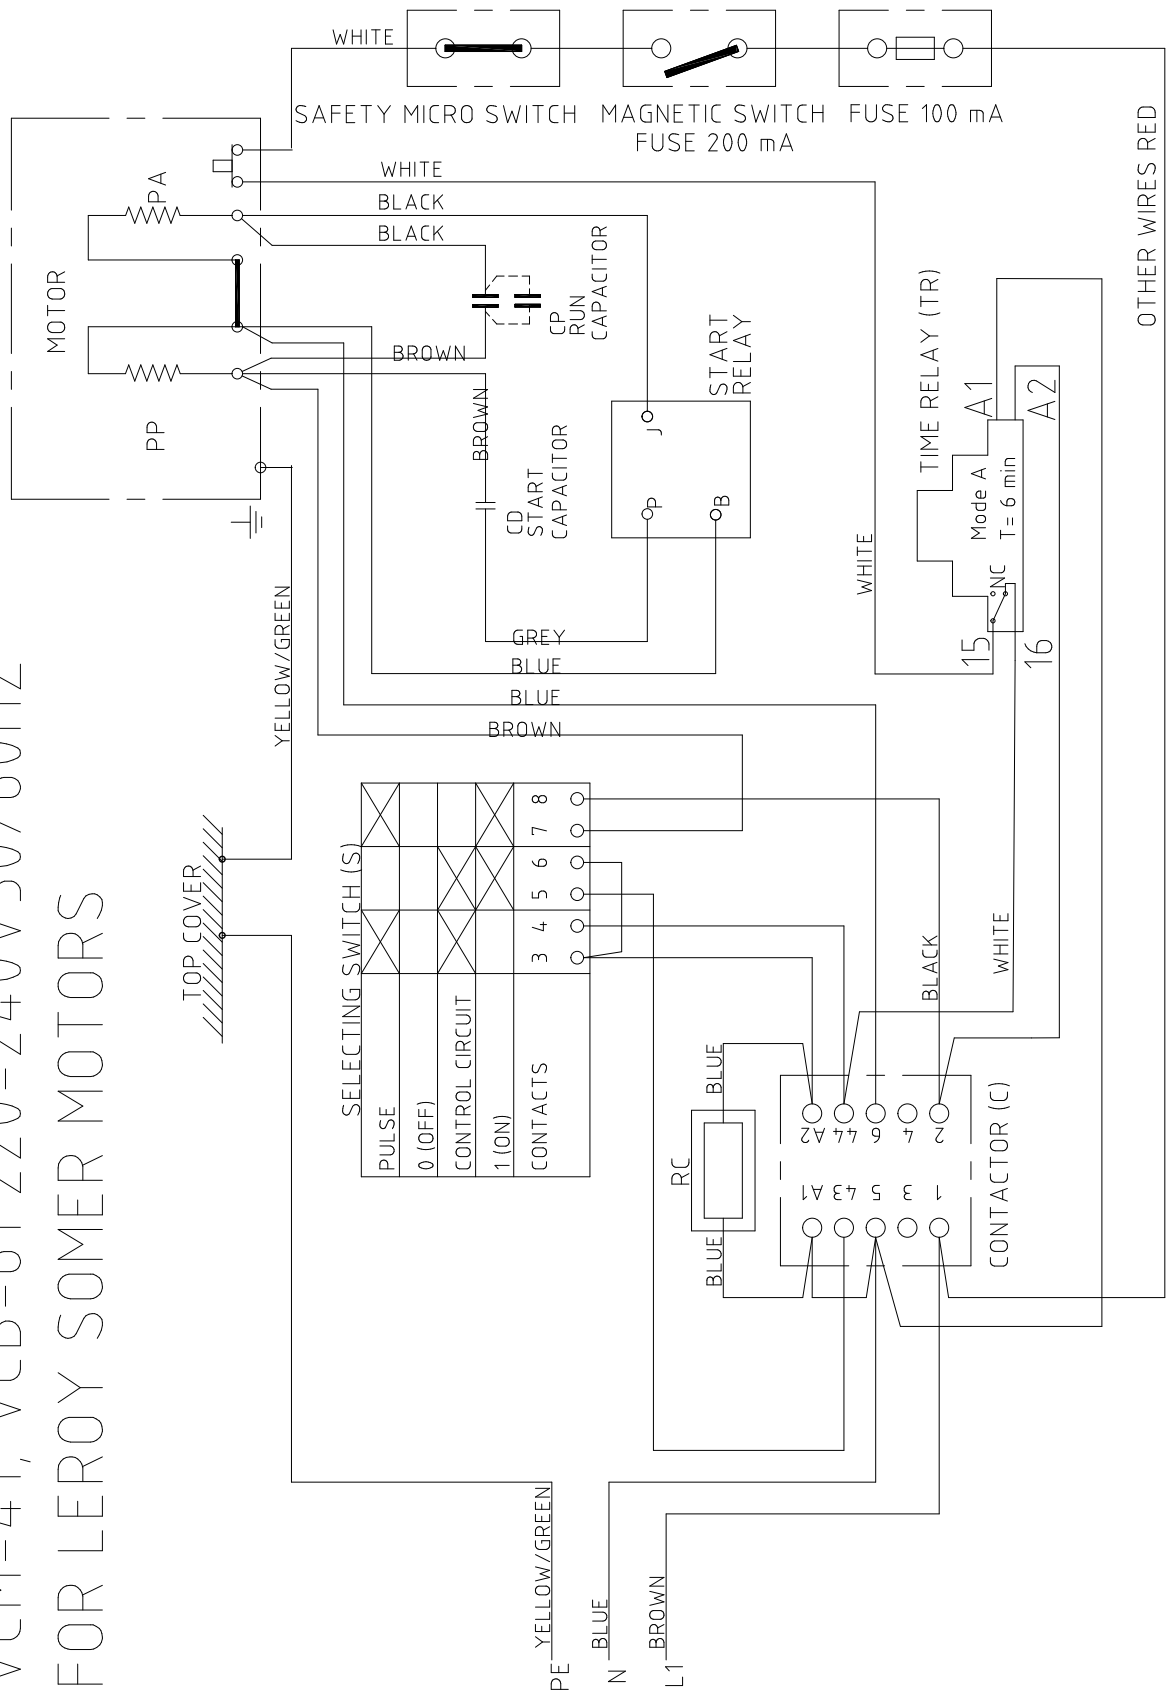 FOR LEROY SOMER MOTORS
WHITE
SAFETY MICRO SWITCH
MAGNETIC SWITCH
FUSE 200 mA
FUSE 100 mA
OTHER WIRES RED
WHITE
BLACK
BLACK
PA
MOTOR
PP
BROWN
BROWN
CP
RUN
CAPACITOR
CD
START
CAPACITOR
START
RELAY
J
P
B
TIME RELAY (TR)
A1
A2
Mode A
T= 6 min
NC
15
16
WHITE
GREY
BLUE
BLUE
BROWN
YELLOW/GREEN
TOP COVER
SELECTING SWITCH (S)
PULSE
0 (OFF)
CONTROL CIRCUIT
1 (ON)
CONTACTS 3 4 5 6 7 8
BLACK
WHITE
BLUE
RC
BLUE
A2 44 6 4 2
A1 43 5 3 1
CONTACTOR (C)
YELLOW/GREEN
PE
BLUE
N
BROWN
L1